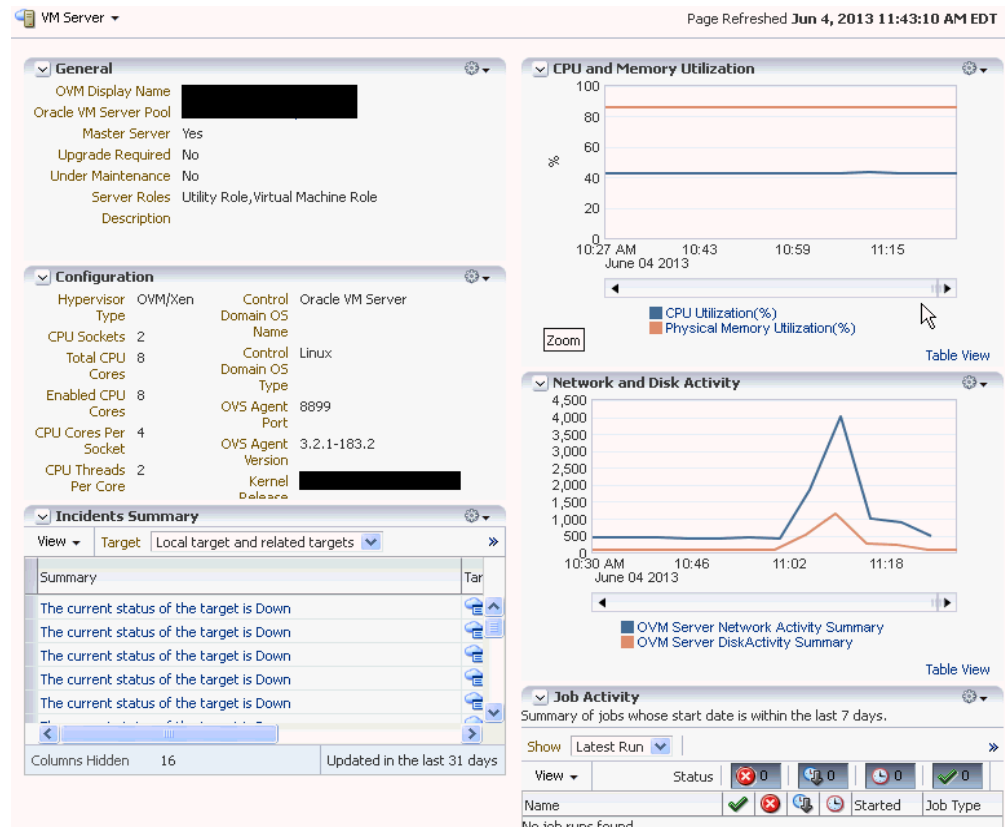 VM Server
Page Refreshed Jun 4, 2013 11:43:10 AM EDT
General
OVM Display Name
Oracle VM Server Pool
Master Server Yes
Upgrade Required No
Under Maintenance No
Server Roles Utility Role,Virtual Machine Role
Description
Configuration
Hypervisor Type OVM/Xen
CPU Sockets 2
Total CPU Cores 8
Enabled CPU Cores 8
CPU Cores Per Socket 4
CPU Threads Per Core 2
Control Domain OS Name Oracle VM Server
Control Domain OS Type Linux
OVS Agent Port 8899
OVS Agent Version 3.2.1-183.2
Kernel Release
Incidents Summary
View Target Local target and related targets »
Summary Tar
The current status of the target is Down
The current status of the target is Down
The current status of the target is Down
The current status of the target is Down
The current status of the target is Down
Columns Hidden 16 Updated in the last 31 days
CPU and Memory Utilization
100
80
60
40
20
0
%
10:27 AM 10:43 10:59 11:15
June 04 2013
CPU Utilization(%)
Physical Memory Utilization(%)
Zoom
Table View
Network and Disk Activity
4,500
4,000
3,500
3,000
2,500
2,000
1,500
1,000
500
0
10:30 AM 10:46 11:02 11:18
June 04 2013
OVM Server Network Activity Summary
OVM Server DiskActivity Summary
Table View
Job Activity
Summary of jobs whose start date is within the last 7 days.
Show Latest Run »
View Status 0 0 0 0
Name Started Job Type
No job runs found